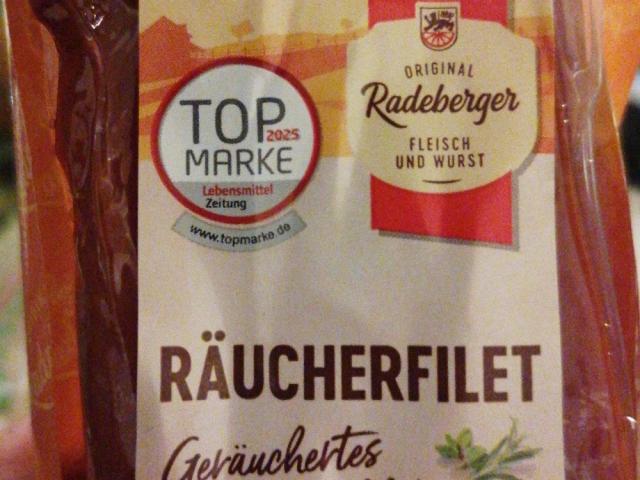 ORIGINAL
Radeberger
FLEISCH
UND WURST
TOP
2025
MARKE
Lebensmittel
Zeitung
www.topmarke.de
RÄUCHERFILET
Geräuchertes